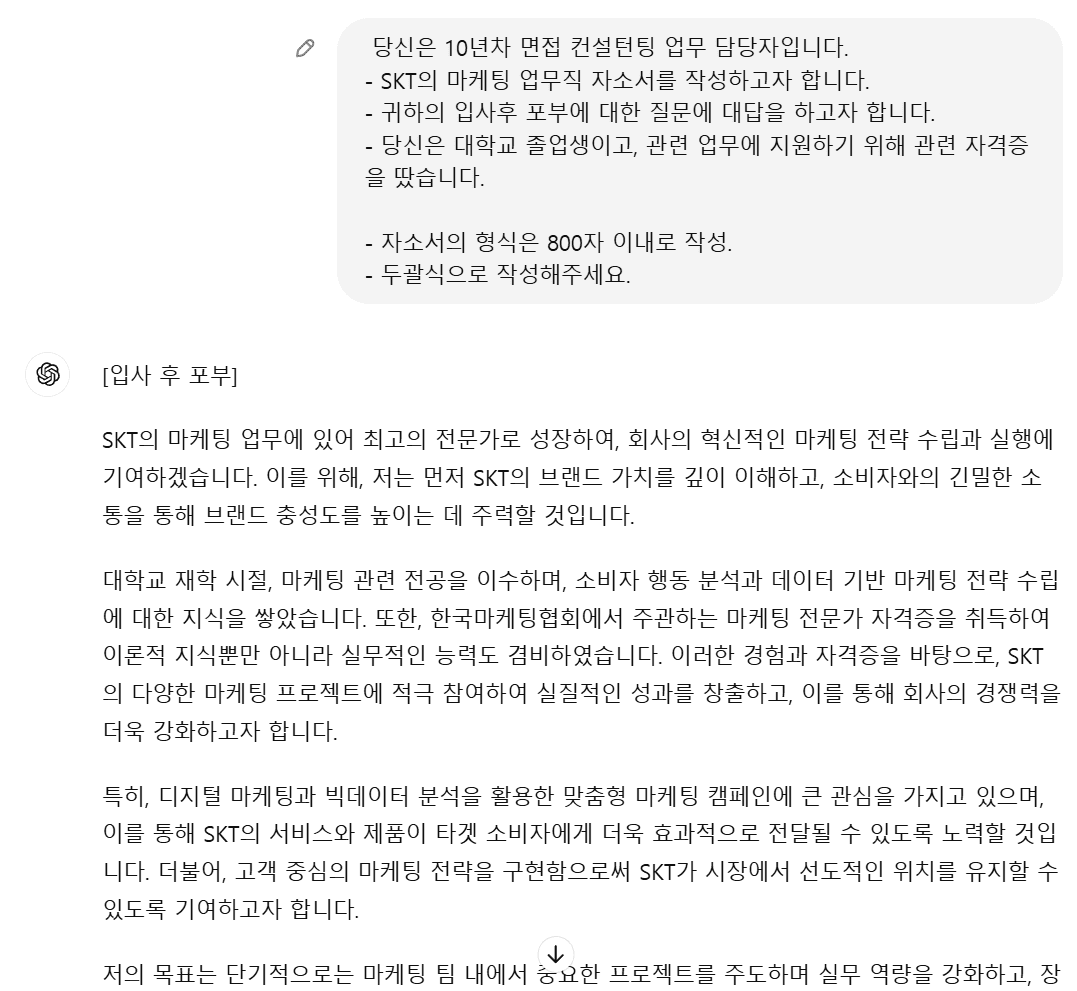 당신은 10년차 면접 컨설턴팅 업무 담당자입니다.
- SKT의 마케팅 업무직 자소서를 작성하고자 합니다.
- 귀하의 입사후 포부에 대한 질문에 대답을 하고자 합니다.
- 당신은 대학교 졸업생이고, 관련 업무에 지원하기 위해 관련 자격증
을 땄습니다.
- 자소서의 형식은 800자 이내로 작성.
- 두괄식으로 작성해주세요.
[입사 후 포부]
SKT의 마케팅 업무에 있어 최고의 전문가로 성장하여, 회사의 혁신적인 마케팅 전략 수립과 실행에
기여하겠습니다. 이를 위해, 저는 먼저 SKT의 브랜드 가치를 깊이 이해하고, 소비자와의 긴밀한 소
통을 통해 브랜드 충성도를 높이는 데 주력할 것입니다.
대학교 재학 시절, 마케팅 관련 전공을 이수하며, 소비자 행동 분석과 데이터 기반 마케팅 전략 수립
에 대한 지식을 쌓았습니다. 또한, 한국마케팅협회에서 주관하는 마케팅 전문가 자격증을 취득하여
이론적 지식뿐만 아니라 실무적인 능력도 겸비하였습니다. 이러한 경험과 자격증을 바탕으로, SKT
의 다양한 마케팅 프로젝트에 적극 참여하여 실질적인 성과를 창출하고, 이를 통해 회사의 경쟁력을
더욱 강화하고자 합니다.
특히, 디지털 마케팅과 빅데이터 분석을 활용한 맞춤형 마케팅 캠페인에 큰 관심을 가지고 있으며,
이를 통해 SKT의 서비스와 제품이 타겟 소비자에게 더욱 효과적으로 전달될 수 있도록 노력할 것입
니다. 더불어, 고객 중심의 마케팅 전략을 구현함으로써 SKT가 시장에서 선도적인 위치를 유지할 수
있도록 기여하고자 합니다.
저의 목표는 단기적으로는 마케팅 팀 내에서 중요한 프로젝트를 주도하며 실무 역량을 강화하고, 장